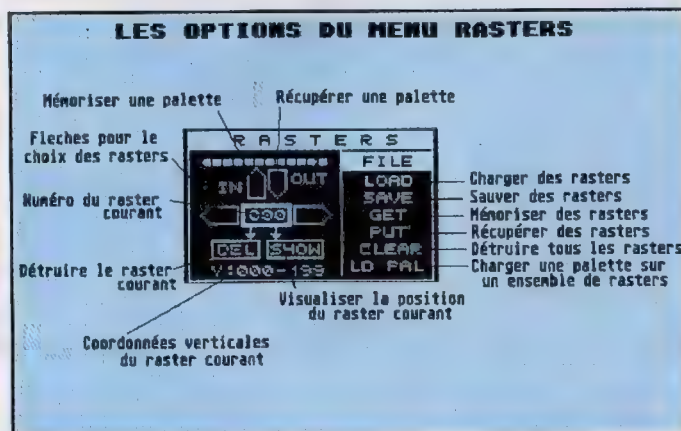 LES OPTIONS DU MENU RASTERS
Mémoriser une palette
Récupérer une palette
Fleches pour le
choix des rasters
Numéro du raster
courant
Détruire le raster
courant
Coordonnées verticales
du raster courant
Visualiser la position
du raster courant
RASTERS
IN
OUT
000
DEL
SHOW
Y:000-199
FILE
LOAD
SAVE
GET
PUT
CLEAR
LD PAL
Charger des rasters
Sauver des rasters
Mémoriser des rasters
Récupérer des rasters
Détruire tous les rasters
Charger une palette sur
un ensemble de rasters